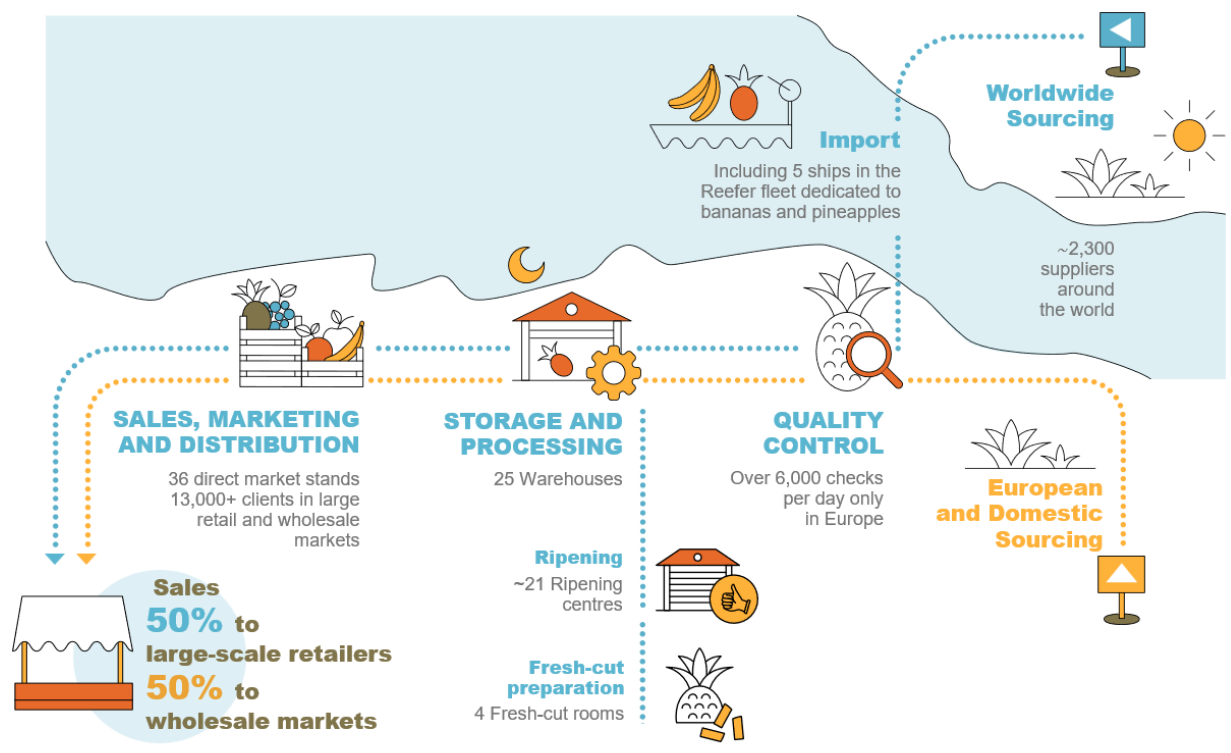 Worldwide
Sourcing
~2,300
suppliers
around
the world
Import
Including 5 ships in the
Reefer fleet dedicated to
bananas and pineapples
SALES, MARKETING
AND DISTRIBUTION
36 direct market stands
13,000+ clients in large
retail and wholesale
markets
STORAGE AND
PROCESSING
25 Warehouses
QUALITY
CONTROL
Over 6,000 checks
per day only
in Europe
European
and Domestic
Sourcing
Ripening
~21 Ripening
centres
Fresh-cut
preparation
4 Fresh-cut rooms
Sales
50% to
large-scale retailers
50% to
wholesale markets